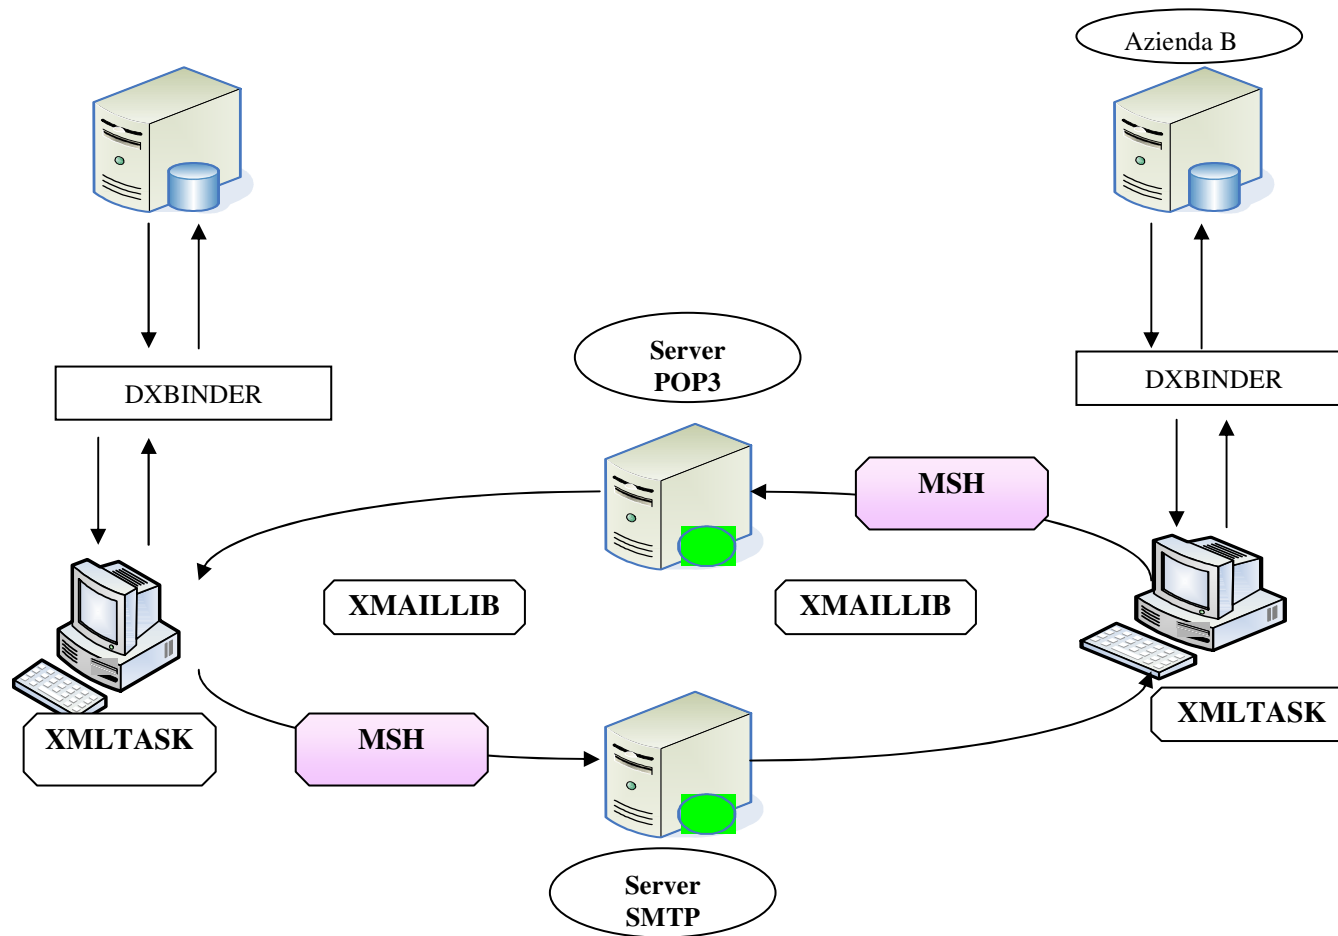 Azienda B
Server
POP3
DXBINDER
DXBINDER
MSH
XMAILLIB
XMAILLIB
XMLTASK
MSH
XMLTASK
Server
SMTP